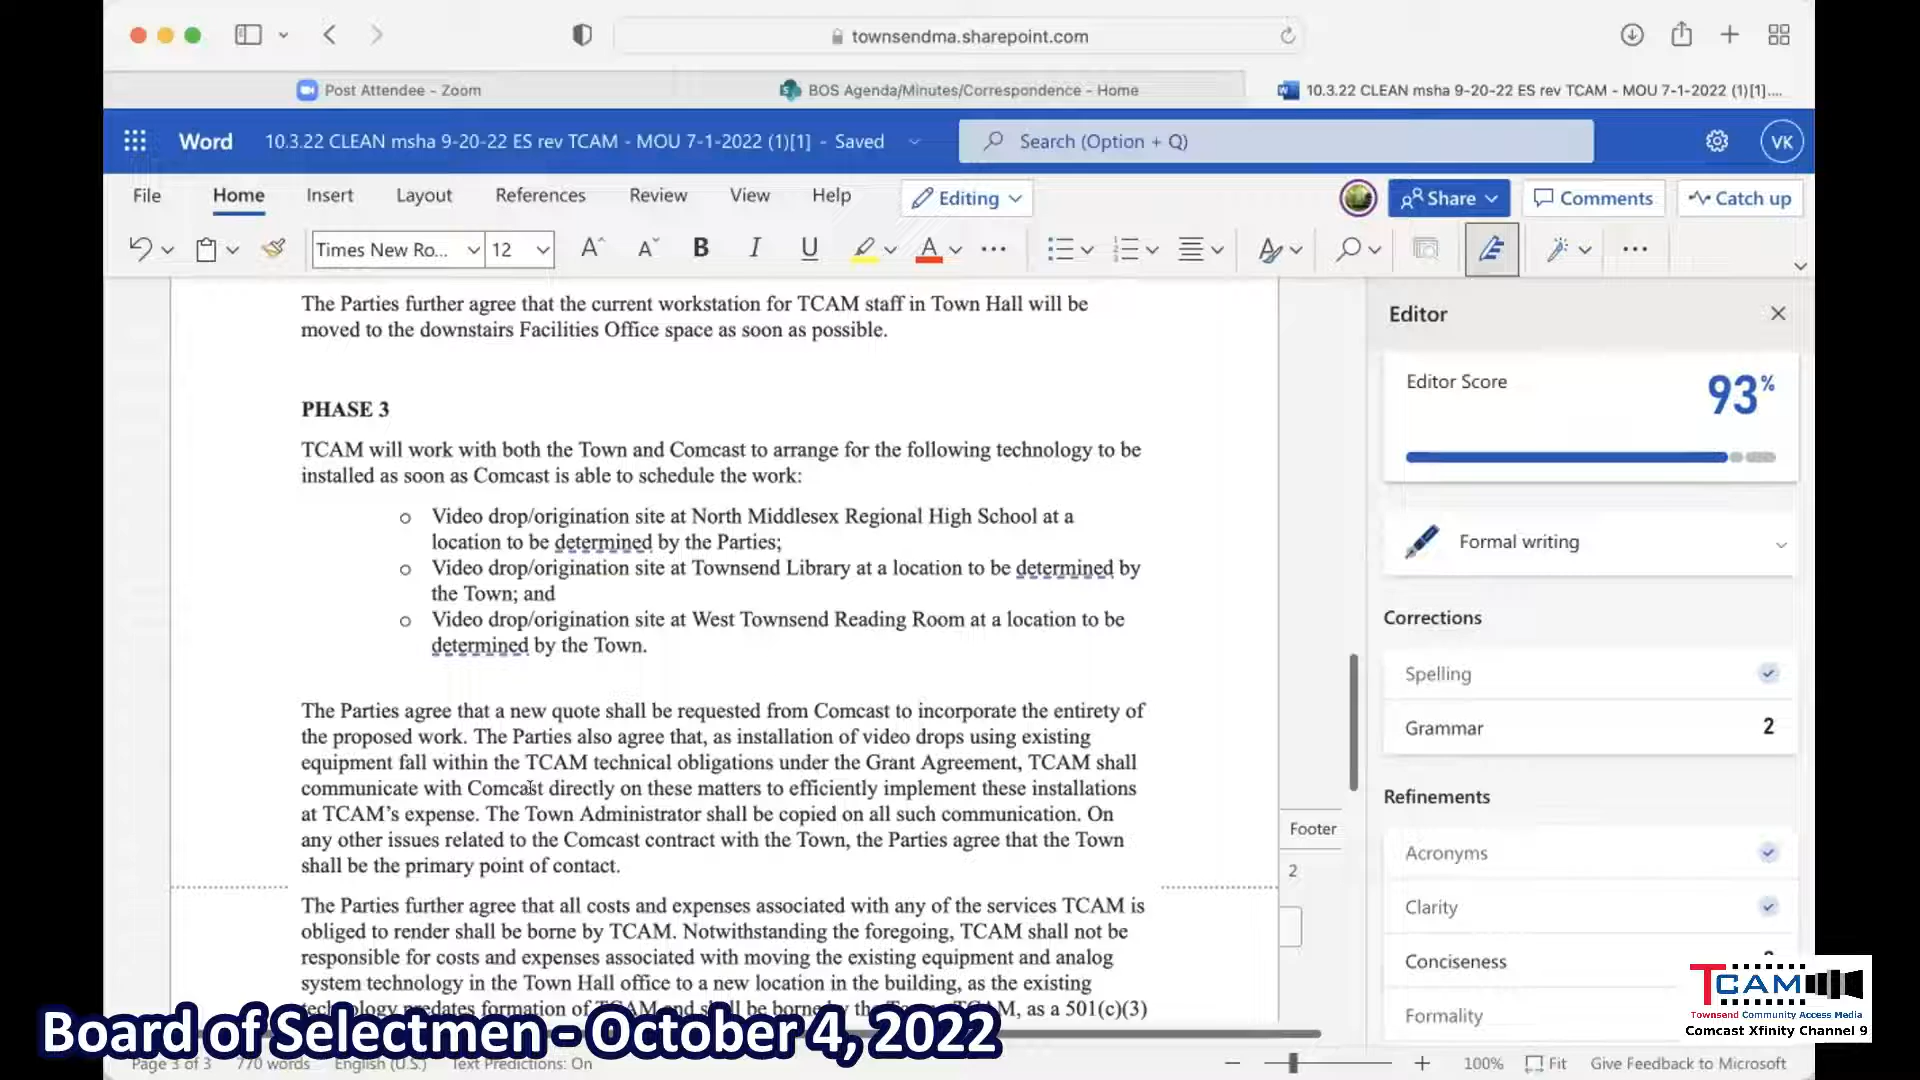 townsendma.sharepoint.com
Post Attendee - Zoom
BOS Agenda/Minutes/Correspondence - Home
10.3.22 CLEAN msha 9-20-22 ES rev TCAM - MOU 7-1-2022 (1)[1]....
Word
10.3.22 CLEAN msha 9-20-22 ES rev TCAM - MOU 7-1-2022 (1)[1] - Saved
Search (Option + Q)
VK
File
Home
Insert
Layout
References
Review
View
Help
Editing
Share
Comments
Catch up
Times New Ro...
12
The Parties further agree that the current workstation for TCAM staff in Town Hall will be
moved to the downstairs Facilities Office space as soon as possible.
PHASE 3
TCAM will work with both the Town and Comcast to arrange for the following technology to be
installed as soon as Comcast is able to schedule the work:
o Video drop/origination site at North Middlesex Regional High School at a
location to be determined by the Parties;
o Video drop/origination site at Townsend Library at a location to be determined by
the Town; and
o Video drop/origination site at West Townsend Reading Room at a location to be
determined by the Town.
The Parties agree that a new quote shall be requested from Comcast to incorporate the entirety of
the proposed work. The Parties also agree that, as installation of video drops using existing
equipment fall within the TCAM technical obligations under the Grant Agreement, TCAM shall
communicate with Comcast directly on these matters to efficiently implement these installations
at TCAM's expense. The Town Administrator shall be copied on all such communication. On
any other issues related to the Comcast contract with the Town, the Parties agree that the Town
shall be the primary point of contact.
The Parties further agree that all costs and expenses associated with any of the services TCAM is
obliged to render shall be borne by TCAM. Notwithstanding the foregoing, TCAM shall not be
responsible for costs and expenses associated with moving the existing equipment and analog
system technology in the Town Hall office to a new location in the building, as the existing
technology predates formation of TCAM and shall be borne by the Town. TCAM, as a 501(c)(3)
Footer
2
Editor
Editor Score
93%
Formal writing
Corrections
Spelling
Grammar
2
Refinements
Acronyms
Clarity
Conciseness
Formality
TCAM
Townsend Community Access Media
Comcast Xfinity Channel 9
Board of Selectmen - October 4, 2022
Page 3 of 3
770 words
English (U.S.)
Text Predictions: On
100%
Fit
Give Feedback to Microsoft